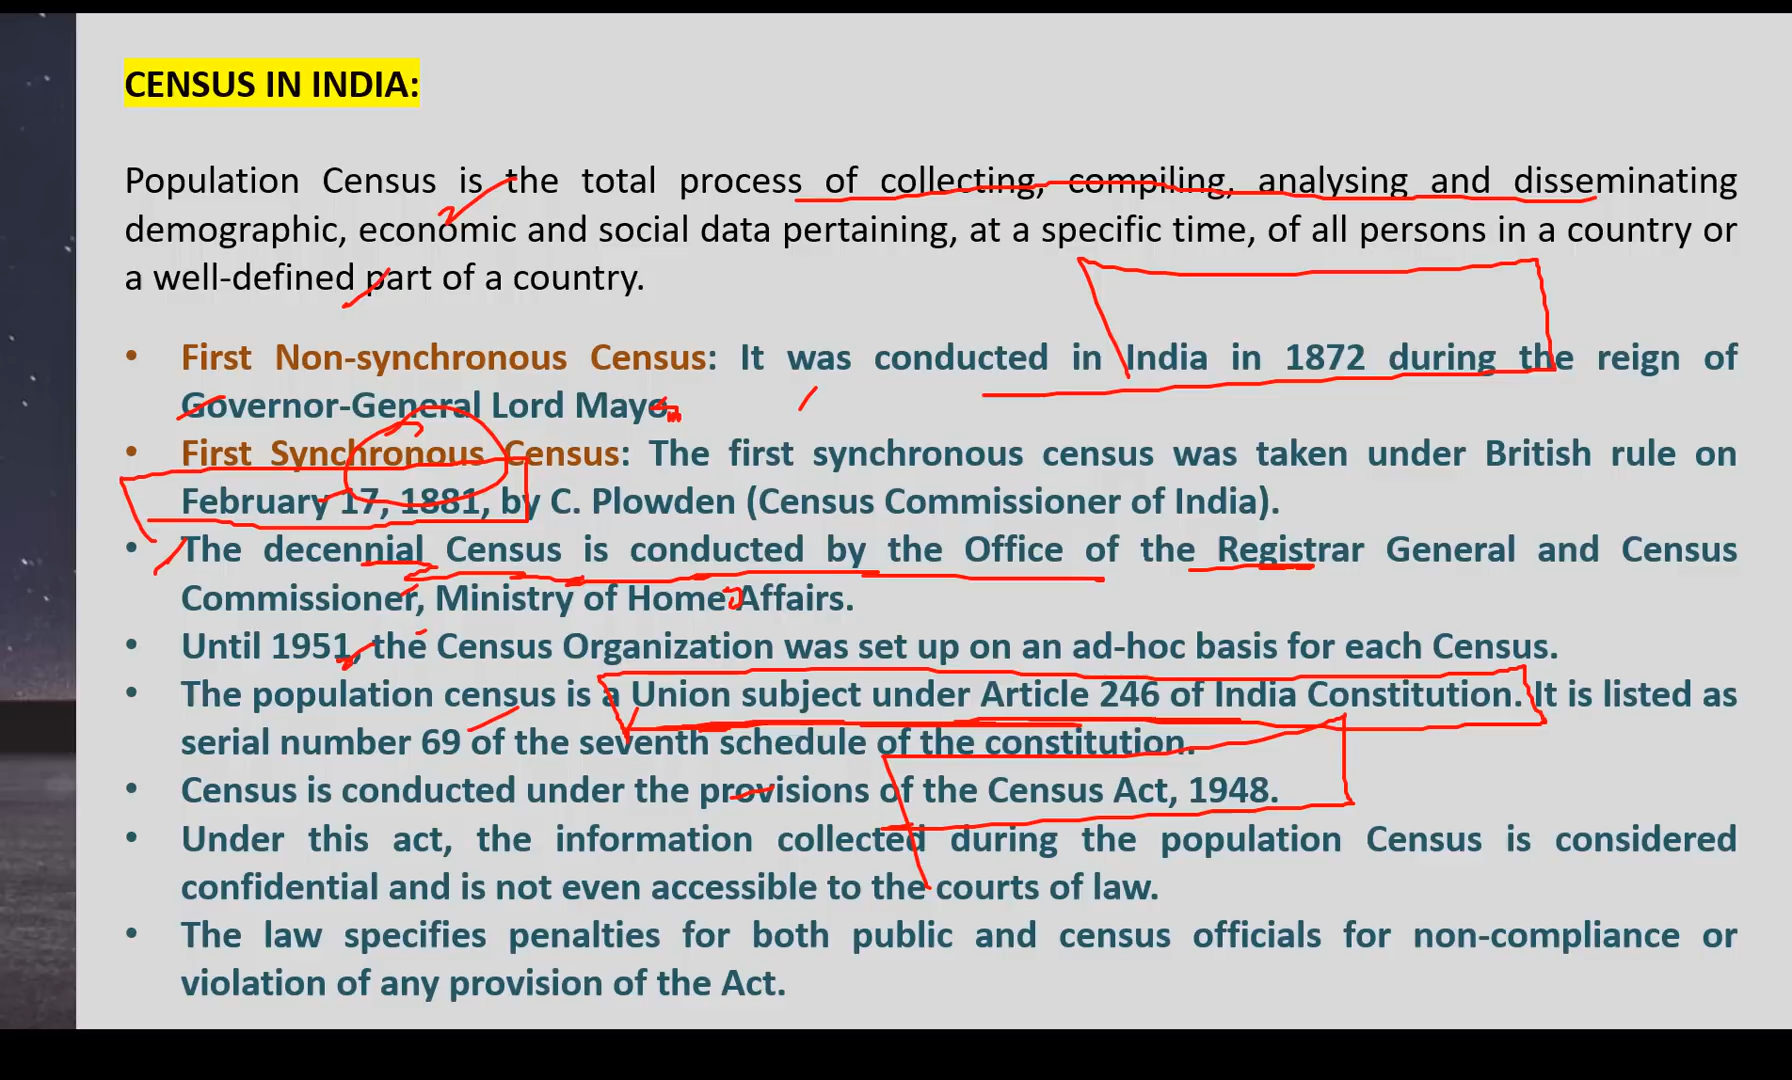 CENSUS IN INDIA:
Population Census is the total process of collecting, compiling, analysing and disseminating
demographic, economic and social data pertaining, at a specific time, of all persons in a country or
a well-defined part of a country.
• First Non-synchronous Census: It was conducted in India in 1872 during the reign of
Governor-General Lord Mayo.
• First Synchronous Census: The first synchronous census was taken under British rule on
February 17, 1881, by C. Plowden (Census Commissioner of India).
• The decennial Census is conducted by the Office of the Registrar General and Census
Commissioner, Ministry of Home Affairs.
• Until 1951, the Census Organization was set up on an ad-hoc basis for each Census.
• The population census is a Union subject under Article 246 of India Constitution. It is listed as
serial number 69 of the seventh schedule of the constitution.
• Census is conducted under the provisions of the Census Act, 1948.
• Under this act, the information collected during the population Census is considered
confidential and is not even accessible to the courts of law.
• The law specifies penalties for both public and census officials for non-compliance or
violation of any provision of the Act.